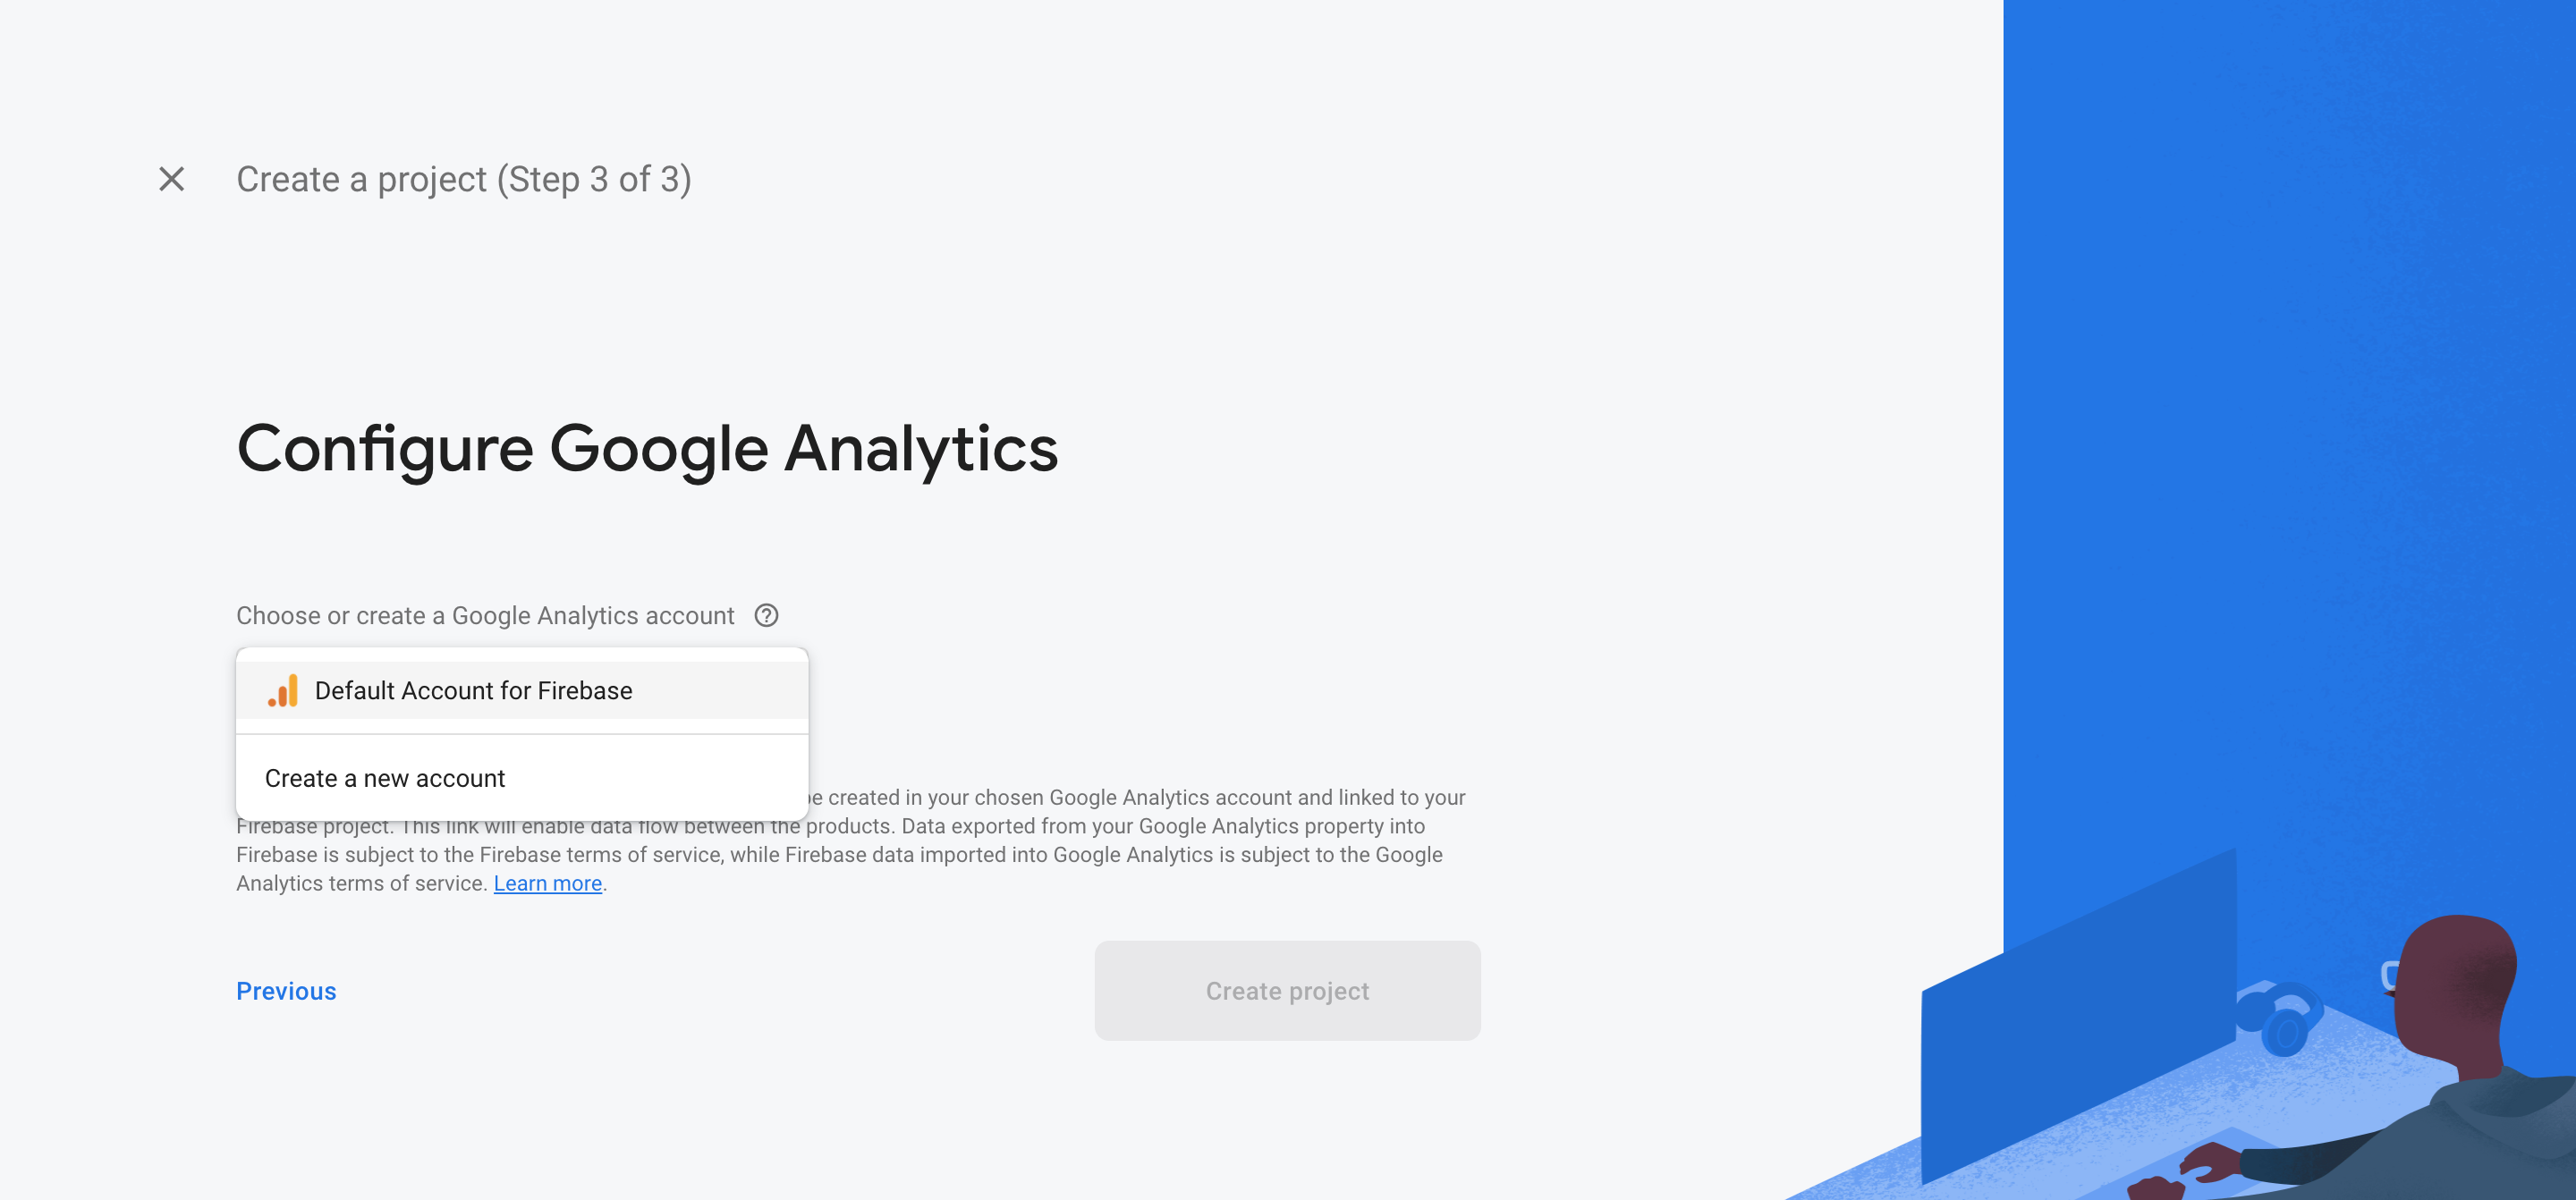 Create a project (Step 3 of 3)
Configure Google Analytics
Choose or create a Google Analytics account
Default Account for Firebase
Create a new account
be created in your chosen Google Analytics account and linked to your
Firebase project. This link will enable data flow between the products. Data exported from your Google Analytics property into
Firebase is subject to the Firebase terms of service, while Firebase data imported into Google Analytics is subject to the Google
Analytics terms of service. Learn more.
Previous
Create project